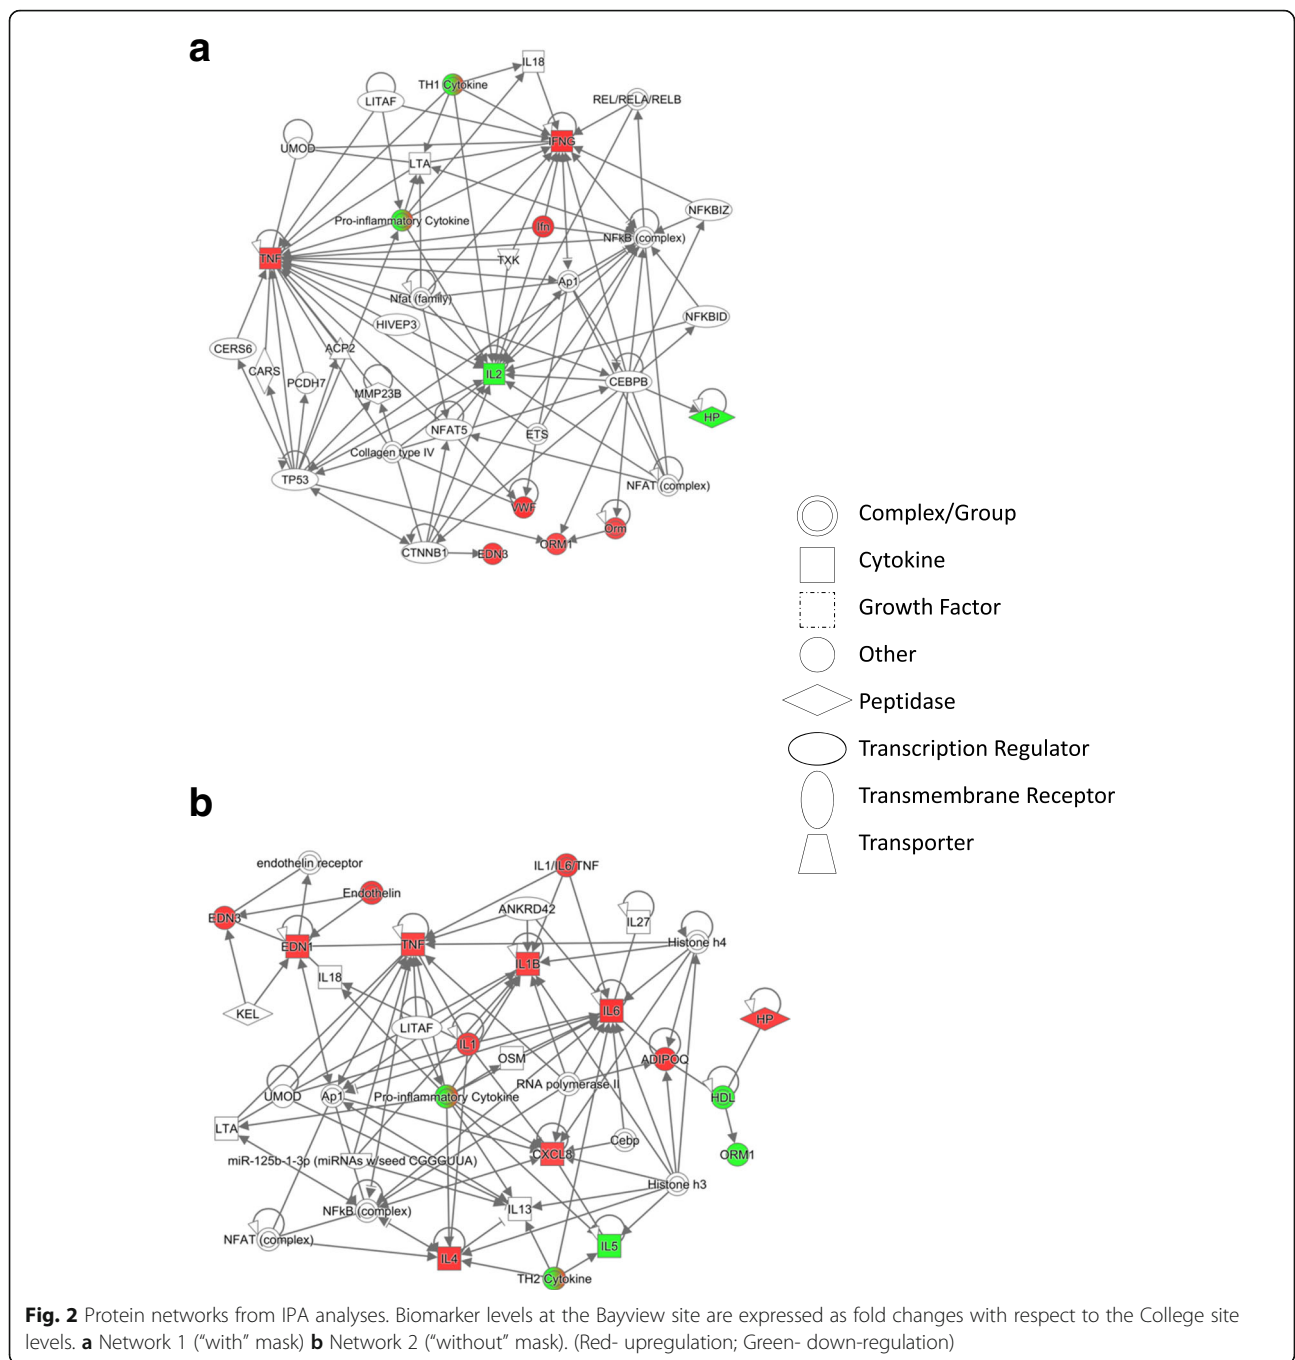 a
IL18
TH1 Cytokine
LITAF
REL/RELA/RELB
UMOD
IFNG
LTA
NFKBIZ
Pro-inflammatory Cytokine
Ifn
NFkB (complex)
TNF
TXK
Ap1
Nfat (family)
NFKBID
HIVEP3
CERS6
ACP2
CARS
IL2
PCDH7
CEBPB
MMP23B
HP
NFAT5
ETS
Collagen type IV
TP53
NFAT (complex)
VWF
Orm
ORM1
CTNNB1
EDN3
Complex/Group
Cytokine
Growth Factor
Other
Peptidase
Transcription Regulator
Transmembrane Receptor
Transporter
b
endothelin receptor
IL1/IL6/TNF
Endothelin
ANKRD42
EDN3
IL27
EDN1
TNF
Histone h4
IL1B
IL18
KEL
IL6
HP
LITAF
IL1
OSM
ADIPOQ
RNA polymerase II
UMOD
Ap1
Pro-inflammatory Cytokine
HDL
LTA
Cebp
CXCL8
ORM1
miR-125b-1-3p (miRNAs w/seed CGGGUUA)
Histone h3
NFkB (complex)
IL13
NFAT (complex)
IL5
IL4
TH2 Cytokine
Fig. 2 Protein networks from IPA analyses. Biomarker levels at the Bayview site are expressed as fold changes with respect to the College site
levels. a Network 1 (“with” mask) b Network 2 (“without” mask). (Red- upregulation; Green- down-regulation)